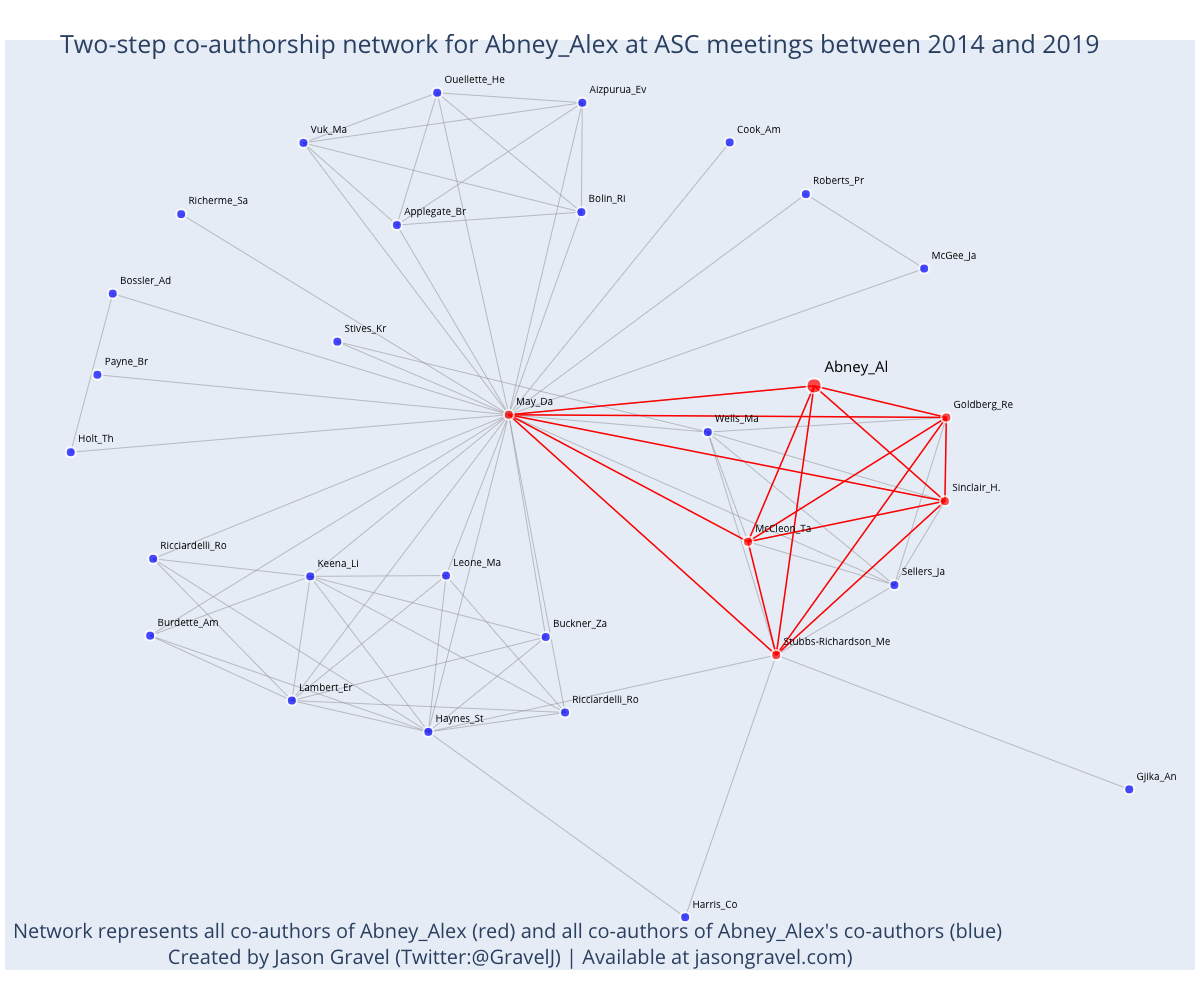 Two-step co-authorship network for Abney_Alex at ASC meetings between 2014 and 2019
Ouellette_He
Aizpurua_Ev
Vuk_Ma
Cook_Am
Roberts_Pr
Richerme_Sa
Bolin_Ri
Applegate_Br
McGee_Ja
Bossler_Ad
Stives_Kr
Payne_Br
Abney_Al
May_Da
Goldberg_Re
Wells_Ma
Holt_Th
Sinclair_H.
McCleon_Ta
Ricciardelli_Ro
Keena_Li
Leone_Ma
Sellers_Ja
Burdette_Am
Buckner_Za
Stubbs-Richardson_Me
Lambert_Er
Ricciardelli_Ro
Haynes_St
Gjika_An
Harris_Co
Network represents all co-authors of Abney_Alex (red) and all co-authors of Abney_Alex's co-authors (blue)
Created by Jason Gravel (Twitter:@GravelJ) | Available at jasongravel.com)